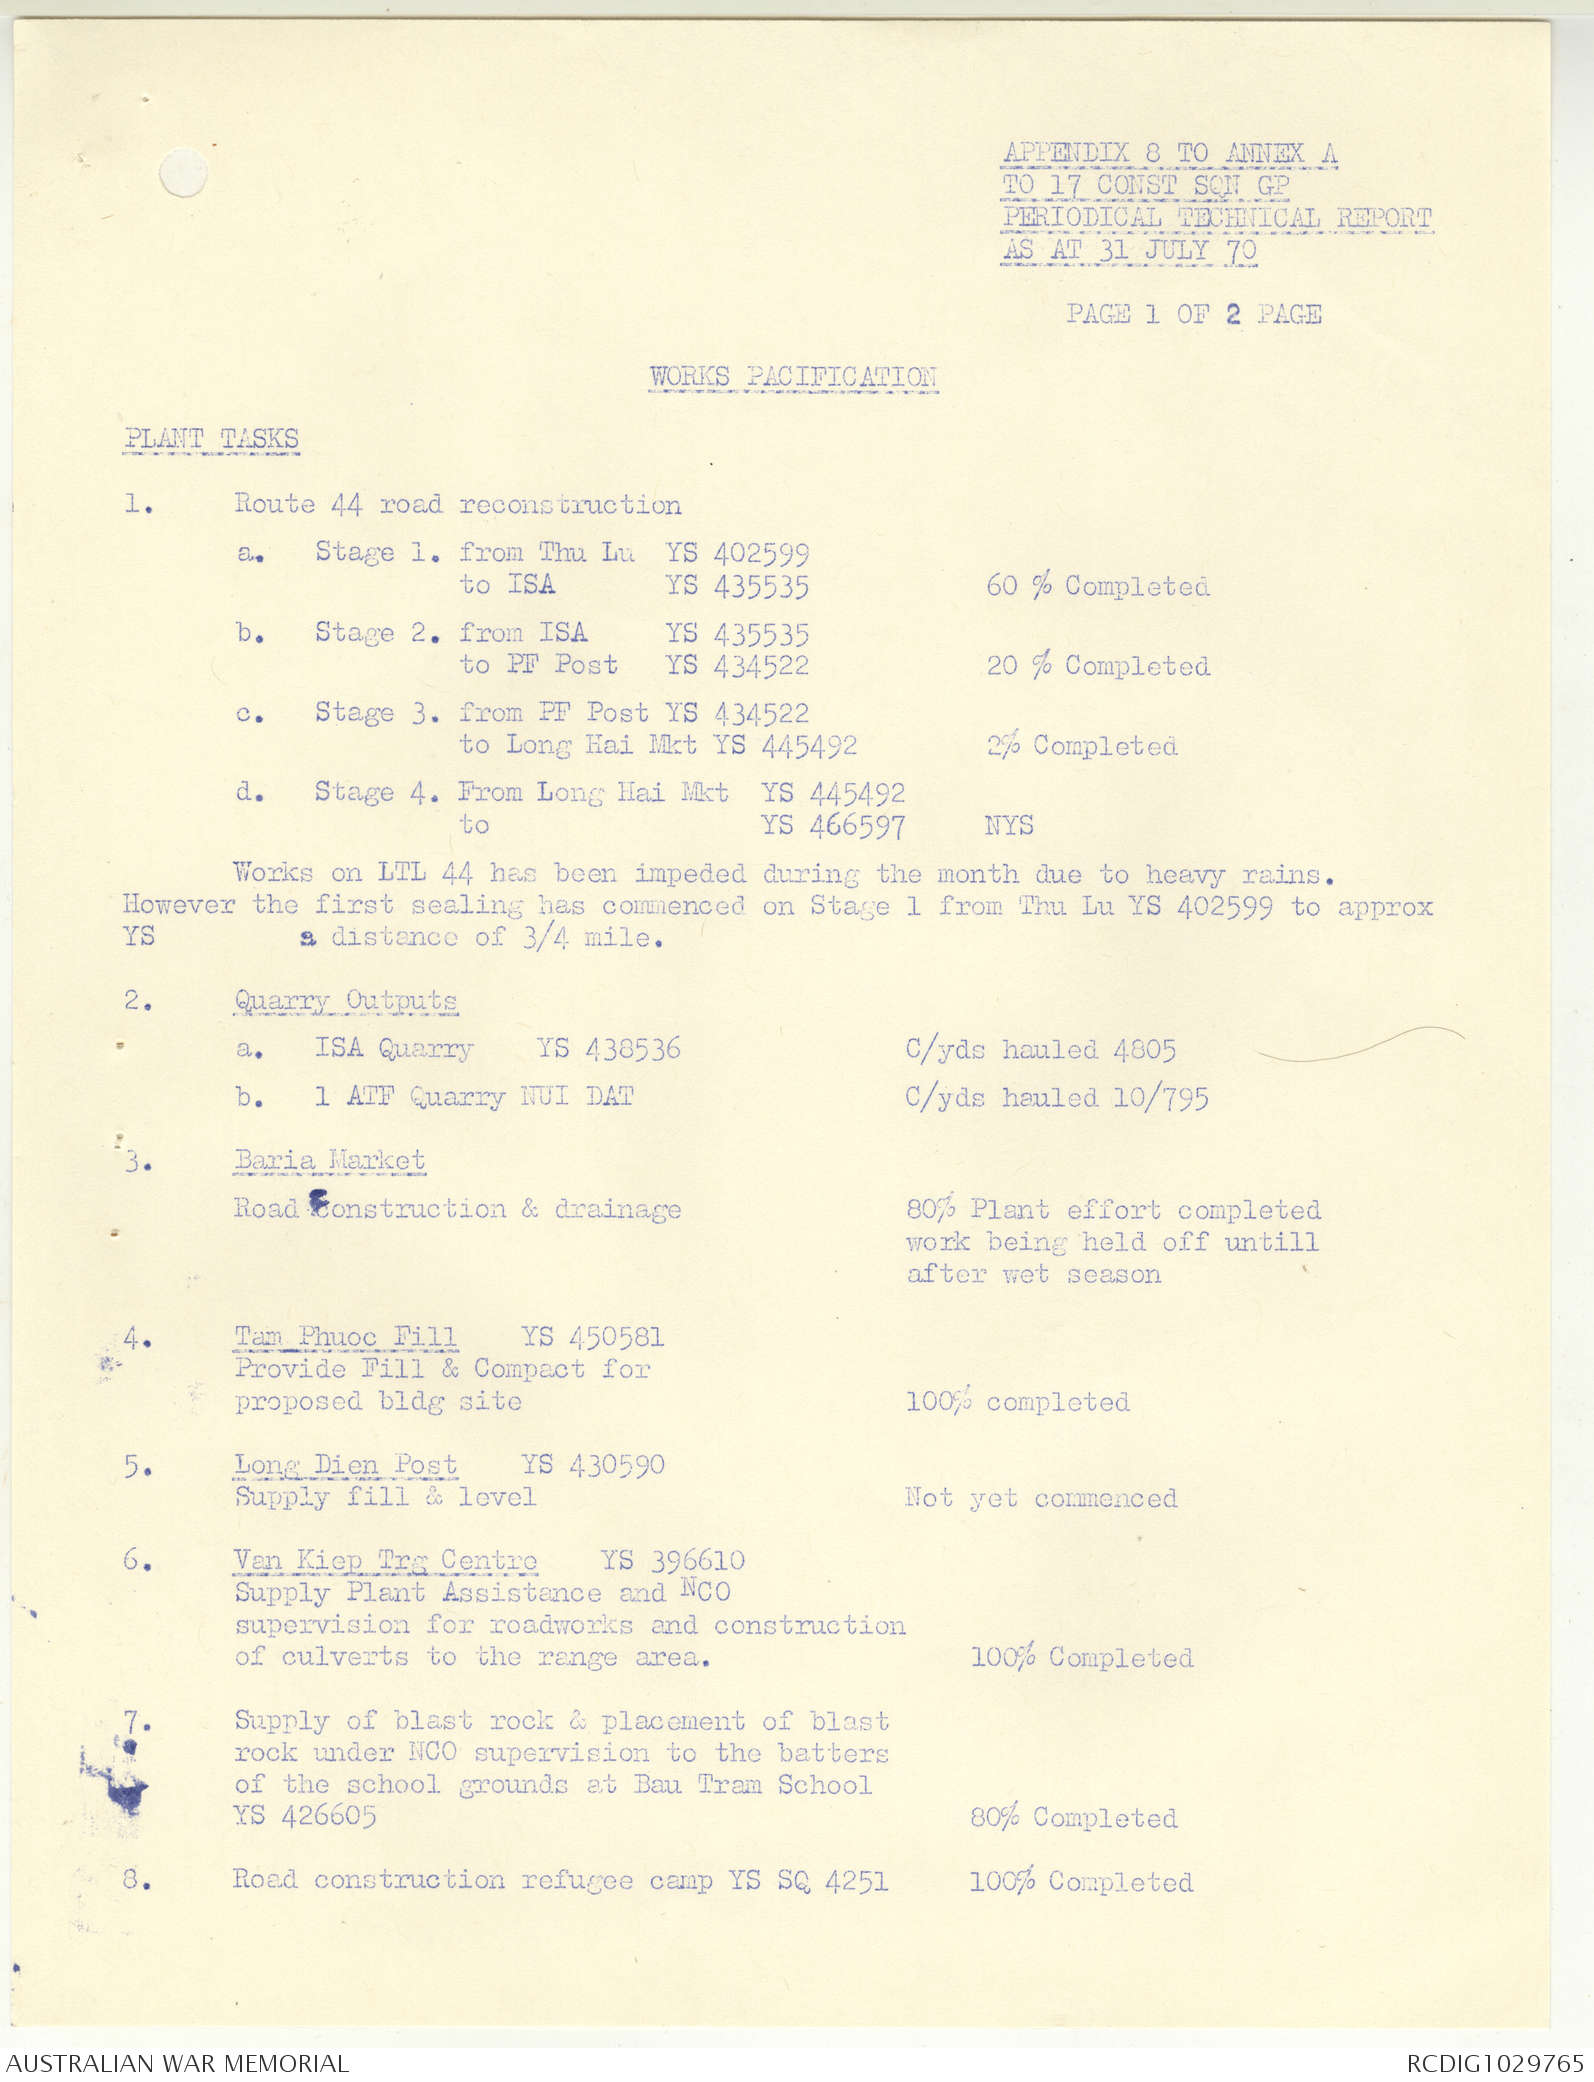 APPENDIX 8 TO ANNEX A
TO 17 CONST SQN GP
PERIODICAL TECHNICAL REPORT
AS AT 31 JULY 70
PAGE 1 OF 2 PAGE
WORKS PACIFICATION
PLANT TASKS
1. Route 44 road reconstruction
a. Stage 1. from Thu Lu YS 402599
to ISA YS 435535 60 % Completed
b. Stage 2. from ISA YS 435535
to PF Post YS 434522 20 % Completed
c. Stage 3. from PF Post YS 434522
to Long Hai Mkt YS 445492 2% Completed
d. Stage 4. From Long Hai Mkt YS 445492
to YS 466597 NYS
Works on LTL 44 has been impeded during the month due to heavy rains.
However the first sealing has commenced on Stage 1 from Thu Lu YS 402599 to approx
YS a distance of 3/4 mile.
2. Quarry Outputs
a. ISA Quarry YS 438536 C/yds hauled 4805
b. 1 ATF Quarry NUI DAT C/yds hauled 10/795
3. Baria Market
Road construction & drainage 80% Plant effort completed
work being held off untill
after wet season
4. Tam Phuoc Fill YS 450581
Provide Fill & Compact for
proposed bldg site 100% completed
5. Long Dien Post YS 430590
Supply fill & level Not yet commenced
6. Van Kiep Trg Centre YS 396610
Supply Plant Assistance and NCO
supervision for roadworks and construction
of culverts to the range area. 100% Completed
7. Supply of blast rock & placement of blast
rock under NCO supervision to the batters
of the school grounds at Bau Tram School
YS 426605 80% Completed
8. Road construction refugee camp YS SQ 4251 100% Completed
AUSTRALIAN WAR MEMORIAL RCDIG1029765